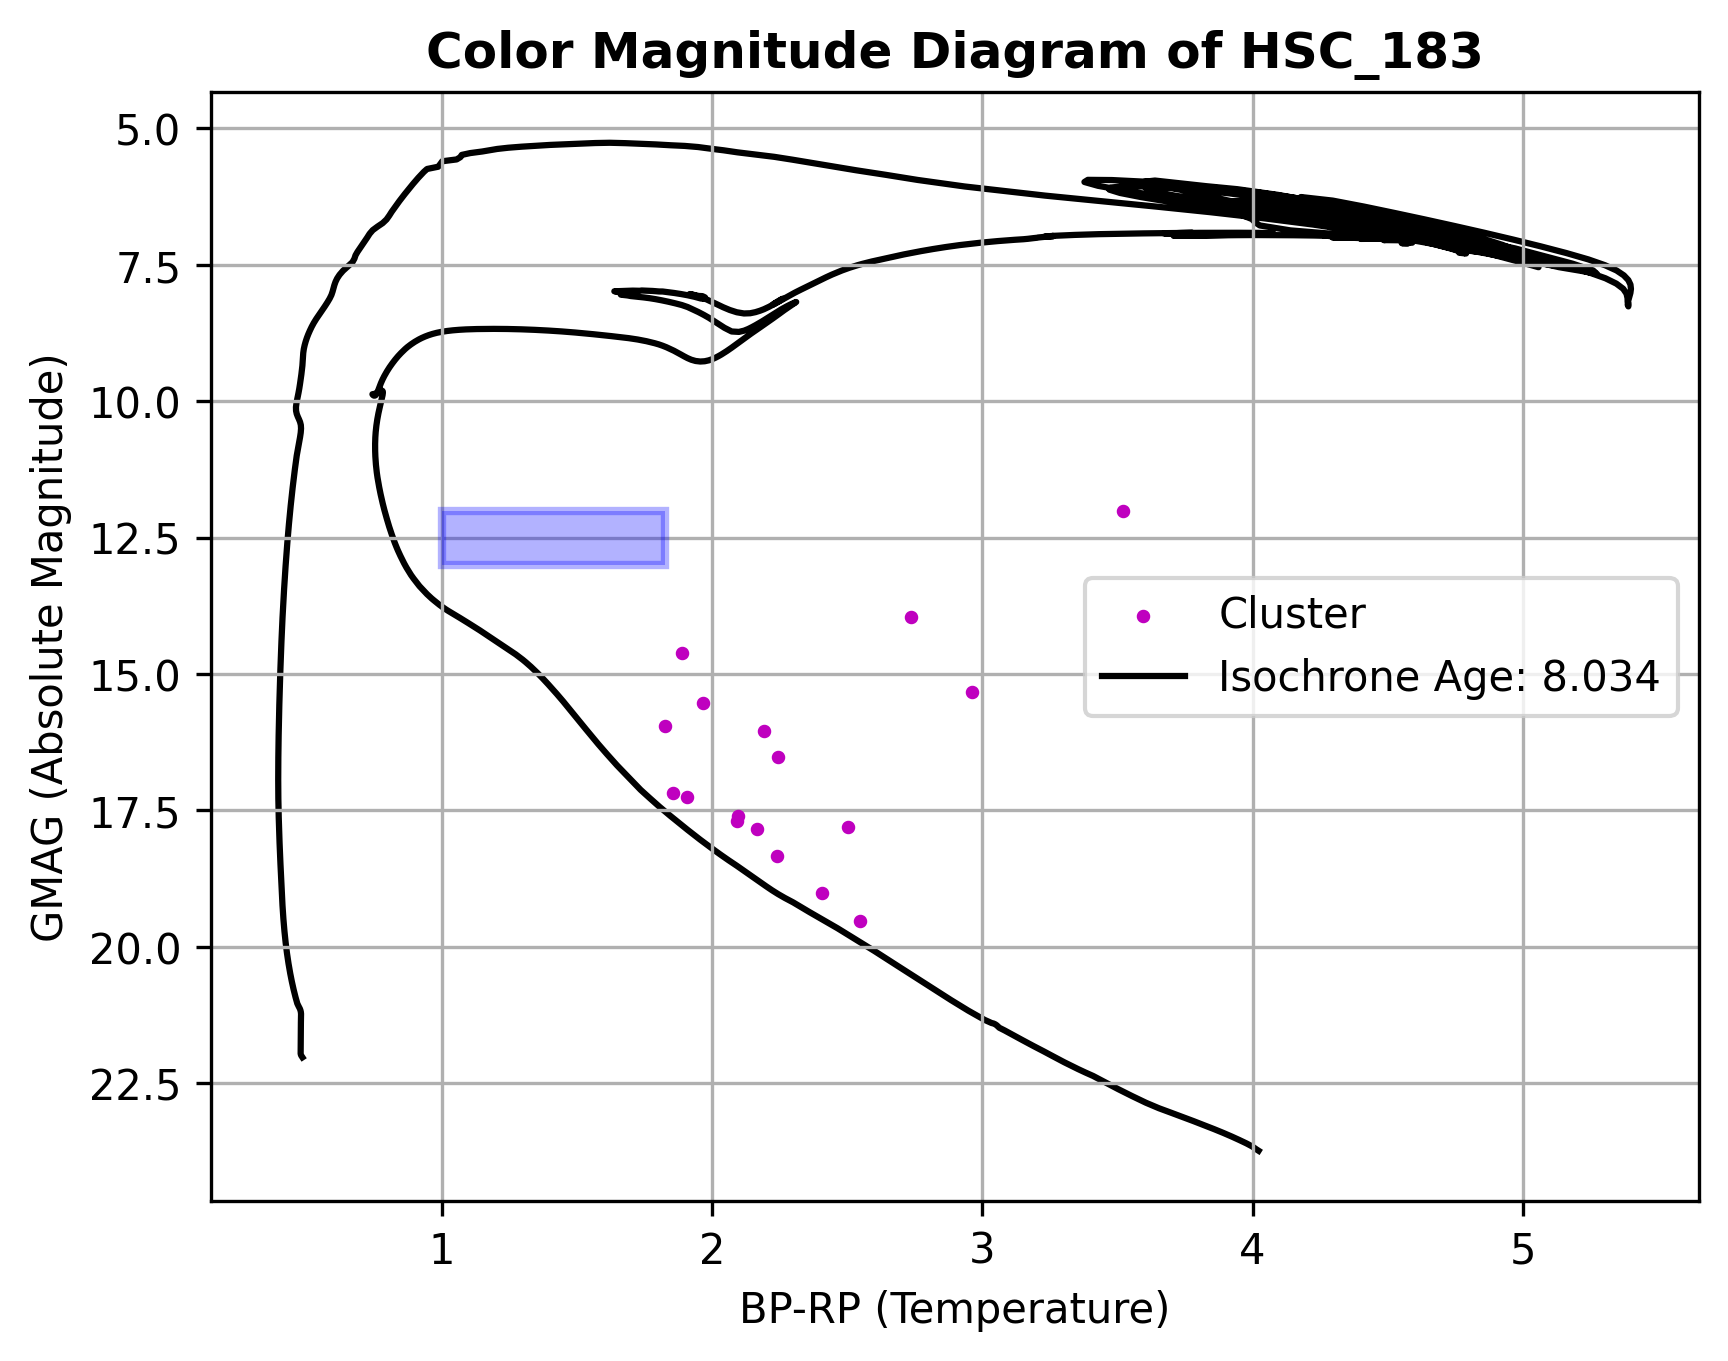 Color Magnitude Diagram of HSC_183
GMAG (Absolute Magnitude)
5.0
7.5
10.0
12.5
15.0
17.5
20.0
22.5
Cluster
Isochrone Age: 8.034
1 2 3 4 5
BP-RP (Temperature)